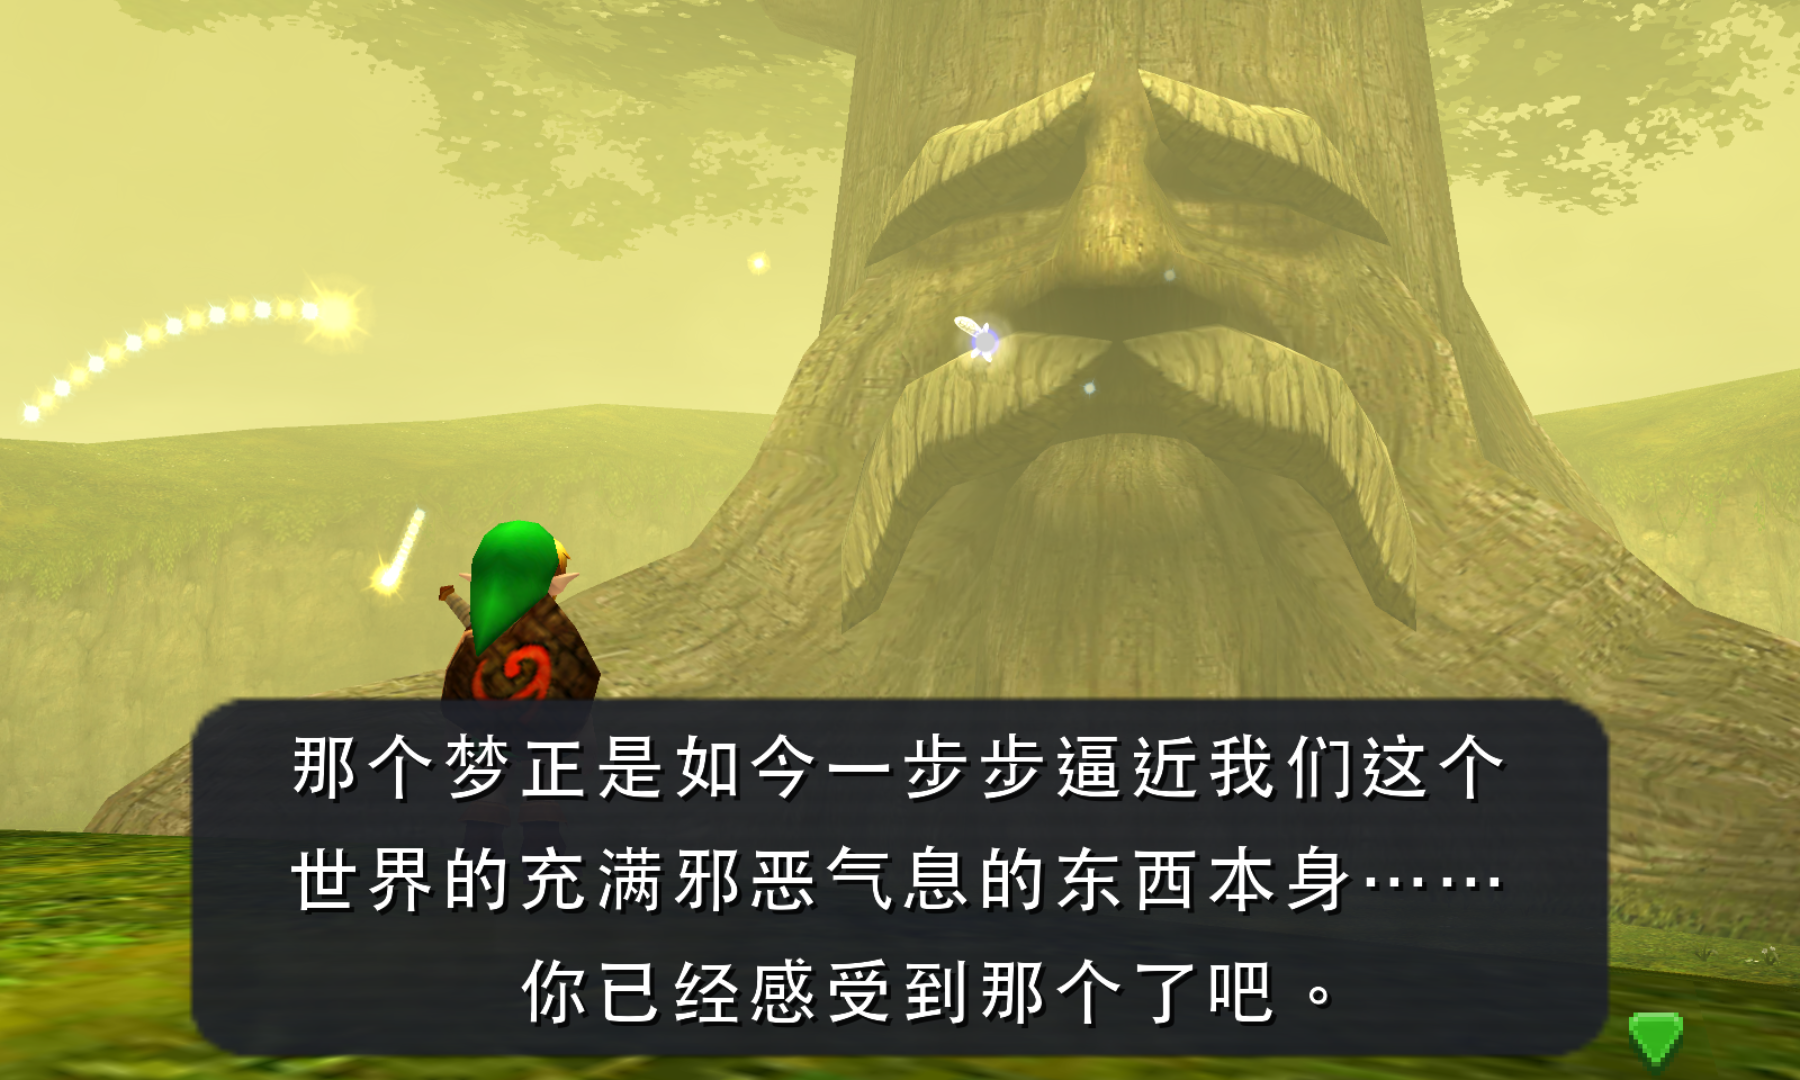 那个梦正是如今一步步逼近我们这个
世界的充满邪恶气息的东西本身……
你已经感受到那个了吧。